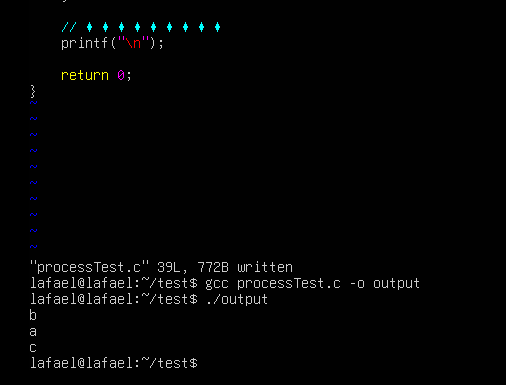 // ♦ ♦ ♦ ♦ ♦ ♦ ♦ ♦ ♦
printf("\n");
return 0;
}
~
~
~
~
~
~
~
~
~
~
"processTest.c" 39L, 772B written
lafael@lafael:~/test$ gcc processTest.c -o output
lafael@lafael:~/test$ ./output
b
a
c
lafael@lafael:~/test$